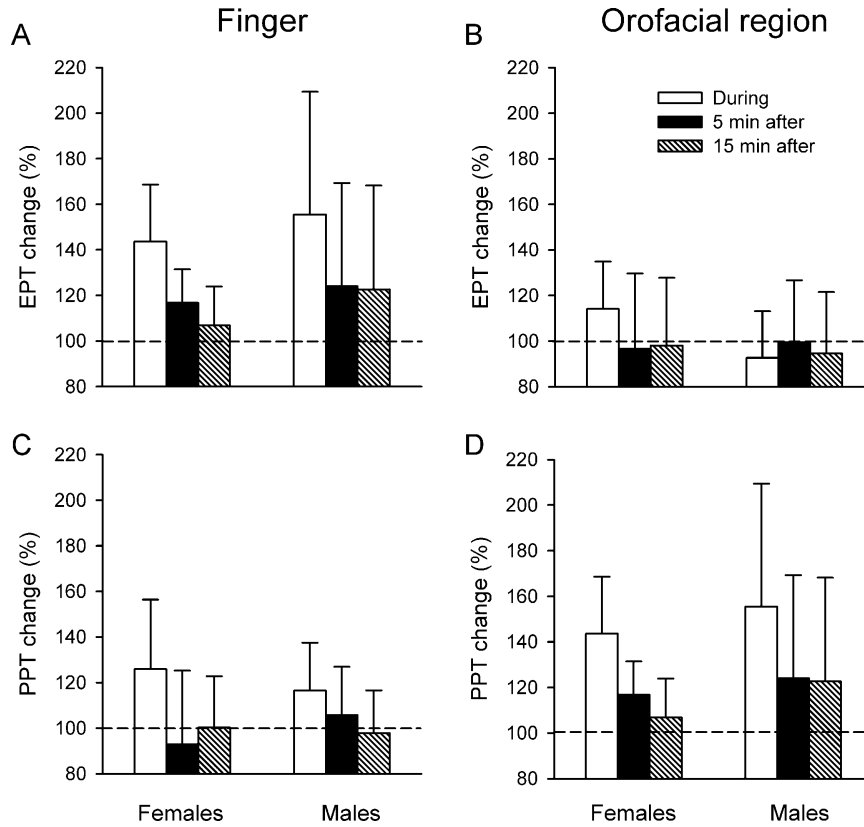 Finger
Orofacial region
A
EPT change (%)
220
200
180
160
140
120
100
80
B
EPT change (%)
220
200
180
160
140
120
100
80
During
5 min after
15 min after
C
PPT change (%)
220
200
180
160
140
120
100
80
Females
Males
D
PPT change (%)
220
200
180
160
140
120
100
80
Females
Males